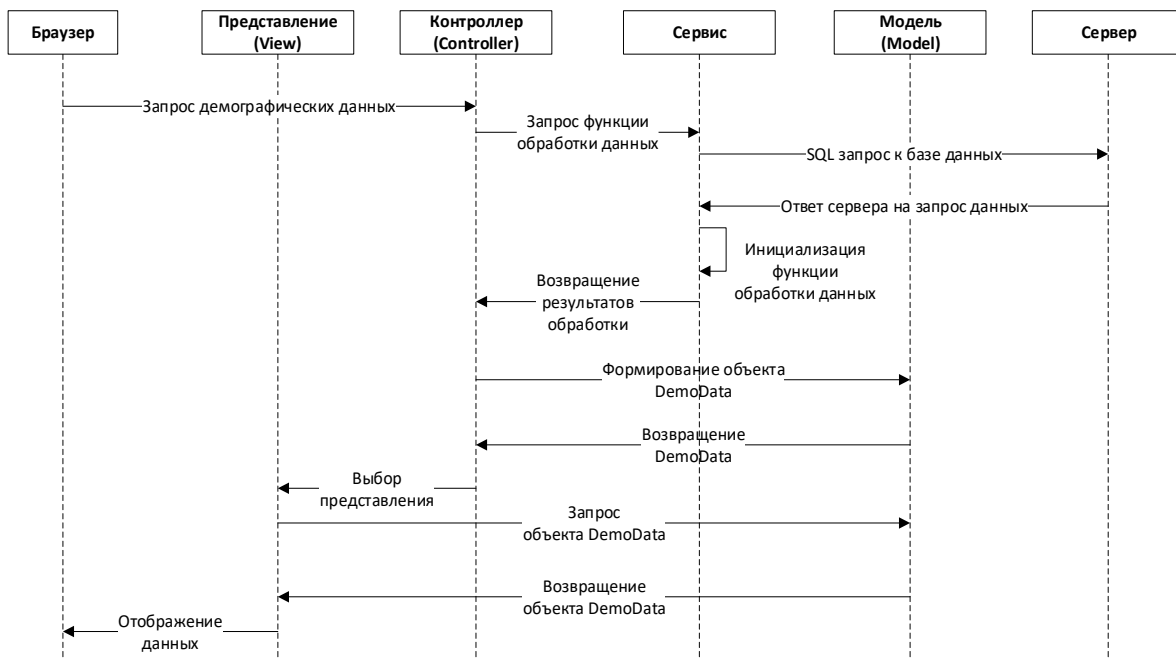 Браузер
Представление
(View)
Контроллер
(Controller)
Сервис
Модель
(Model)
Сервер
Запрос демографических данных
Запрос функции
обработки данных
SQL запрос к базе данных
Ответ сервера на запрос данных
Инициализация
функции
обработки данных
Возвращение
результатов
обработки
Формирование объекта
DemoData
Возвращение
DemoData
Выбор
представления
Запрос
объекта DemoData
Возвращение
объекта DemoData
Отображение
данных